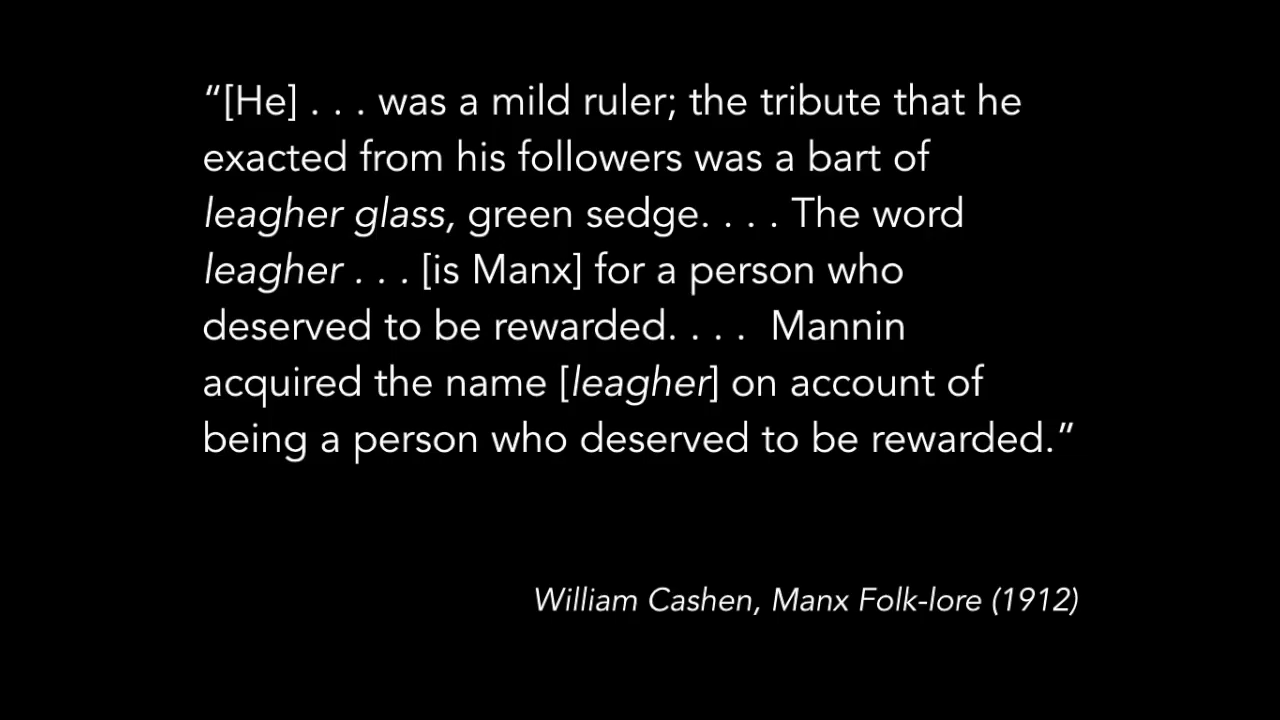 “[He] . . . was a mild ruler; the tribute that he
exacted from his followers was a bart of
leagher glass, green sedge. . . . The word
leagher . . . [is Manx] for a person who
deserved to be rewarded. . . .  Mannin
acquired the name [leagher] on account of
being a person who deserved to be rewarded.”
William Cashen, Manx Folk-lore (1912)